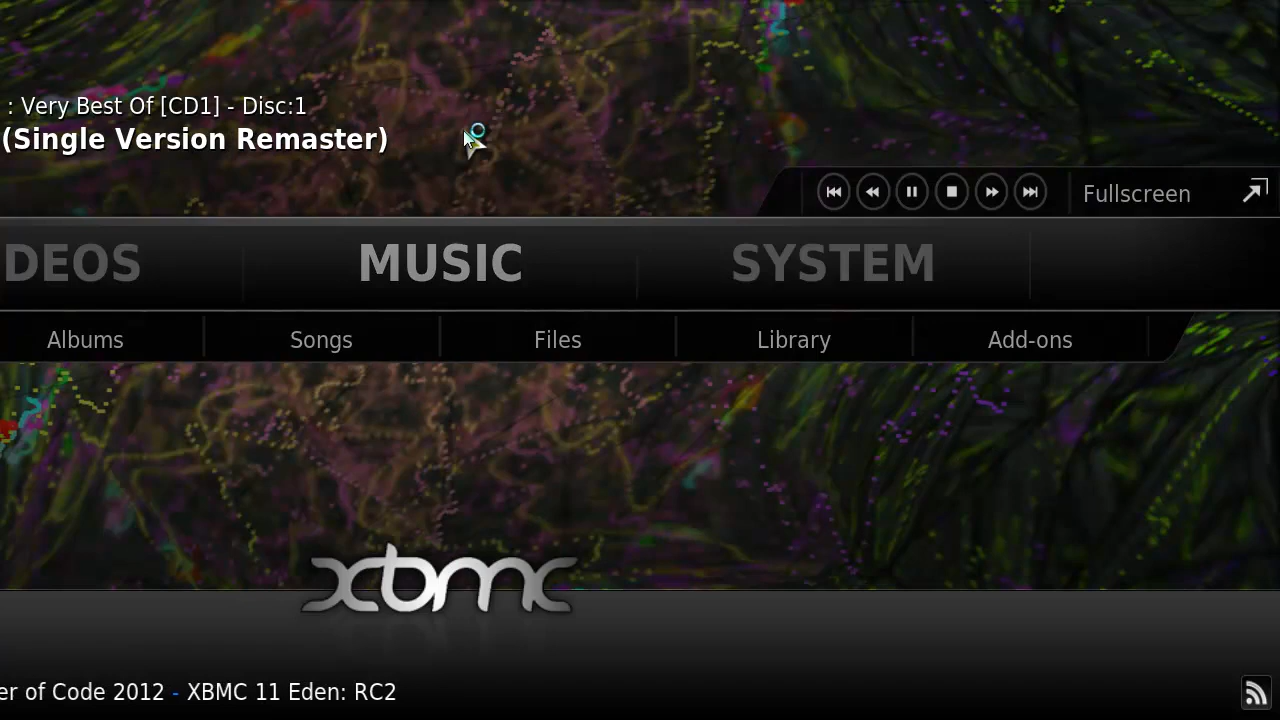 : Very Best Of [CD1] - Disc:1
(Single Version Remaster)
Fullscreen
DEOS MUSIC SYSTEM
Albums Songs Files Library Add-ons
xbmc
er of Code 2012 - XBMC 11 Eden: RC2